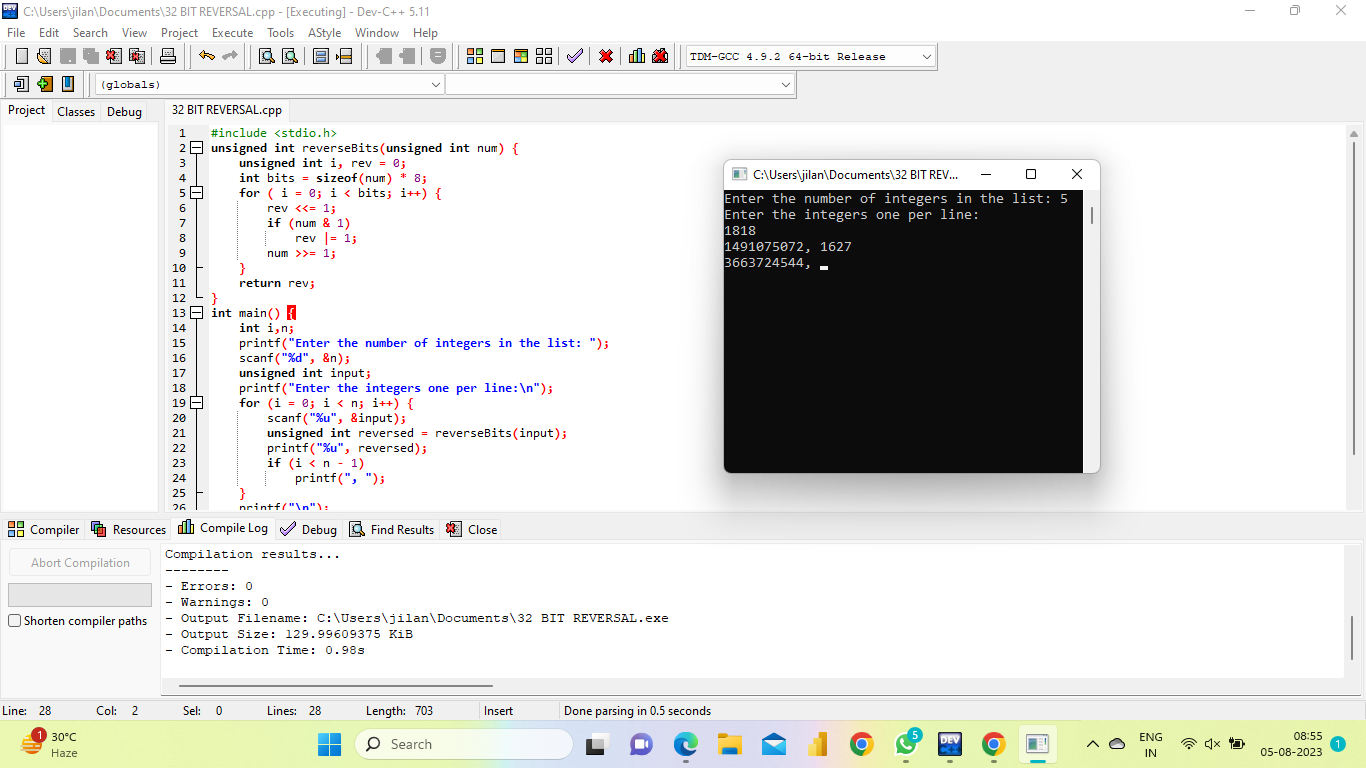 C:\Users\jilan\Documents\32 BIT REVERSAL.cpp - [Executing] - Dev-C++ 5.11
File Edit Search View Project Execute Tools AStyle Window Help
TDM-GCC 4.9.2 64-bit Release
(globals)
Project Classes Debug 32 BIT REVERSAL.cpp
1 #include <stdio.h>
2 unsigned int reverseBits(unsigned int num) {
3 unsigned int i, rev = 0;
4 int bits = sizeof(num) * 8;
5 for ( i = 0; i < bits; i++) {
6 rev <<= 1;
7 if (num & 1)
8 rev |= 1;
9 num >>= 1;
10 }
11 return rev;
12 }
13 int main() {
14 int i,n;
15 printf("Enter the number of integers in the list: ");
16 scanf("%d", &n);
17 unsigned int input;
18 printf("Enter the integers one per line:\n");
19 for (i = 0; i < n; i++) {
20 scanf("%u", &input);
21 unsigned int reversed = reverseBits(input);
22 printf("%u", reversed);
23 if (i < n - 1)
24 printf(", ");
25 }
26 printf("\n");
C:\Users\jilan\Documents\32 BIT REV...
Enter the number of integers in the list: 5
Enter the integers one per line:
1818
1491075072, 1627
3663724544,
Compiler Resources Compile Log Debug Find Results Close
Abort Compilation
Shorten compiler paths
Compilation results...
--------
- Errors: 0
- Warnings: 0
- Output Filename: C:\Users\jilan\Documents\32 BIT REVERSAL.exe
- Output Size: 129.99609375 KiB
- Compilation Time: 0.98s
Line: 28 Col: 2 Sel: 0 Lines: 28 Length: 703 Insert Done parsing in 0.5 seconds
1
30°C
Haze
Search
5
DEV
ENG
IN
08:55
05-08-2023
1